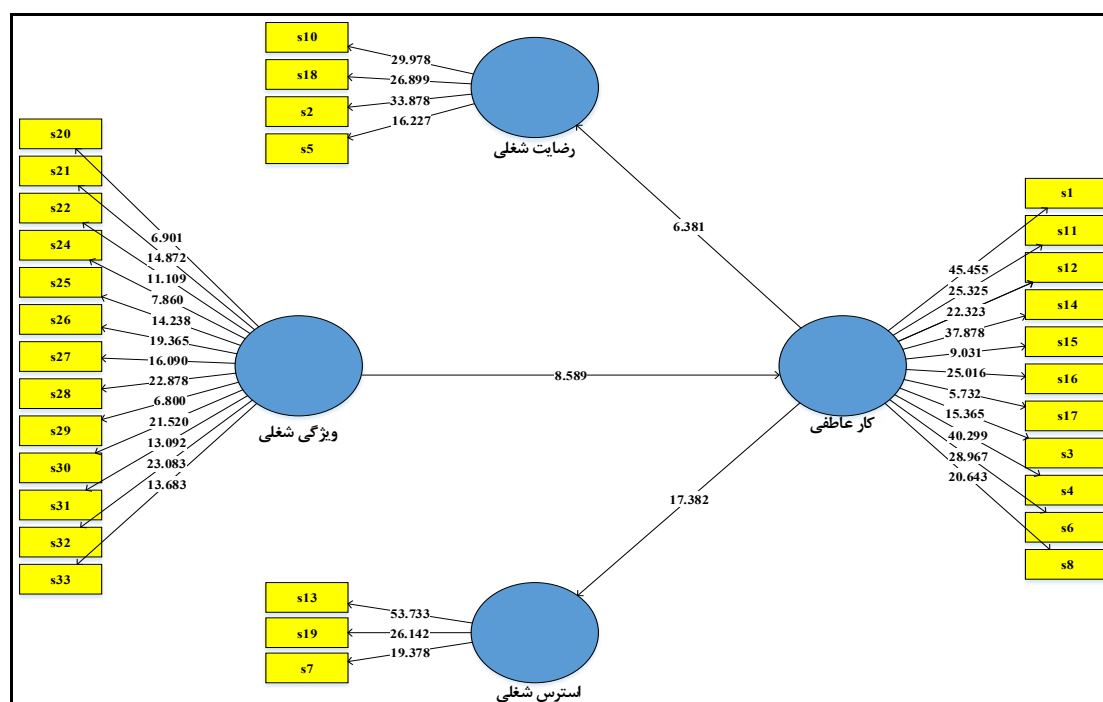 s10
s18
s2
s5
29.978
26.899
33.878
16.227
رضایت شغلی
s20
s21
s22
s24
s25
s26
s27
s28
s29
s30
s31
s32
s33
6.901
14.872
11.109
7.860
14.238
19.365
16.090
22.878
6.800
21.520
13.092
23.083
13.683
ویژگی شغلی
8.589
6.381
17.382
کار عاطفی
45.455
25.325
22.323
37.878
9.031
25.016
5.732
15.365
40.299
28.967
20.643
s1
s11
s12
s14
s15
s16
s17
s3
s4
s6
s8
s13
s19
s7
53.733
26.142
19.378
استرس شغلی